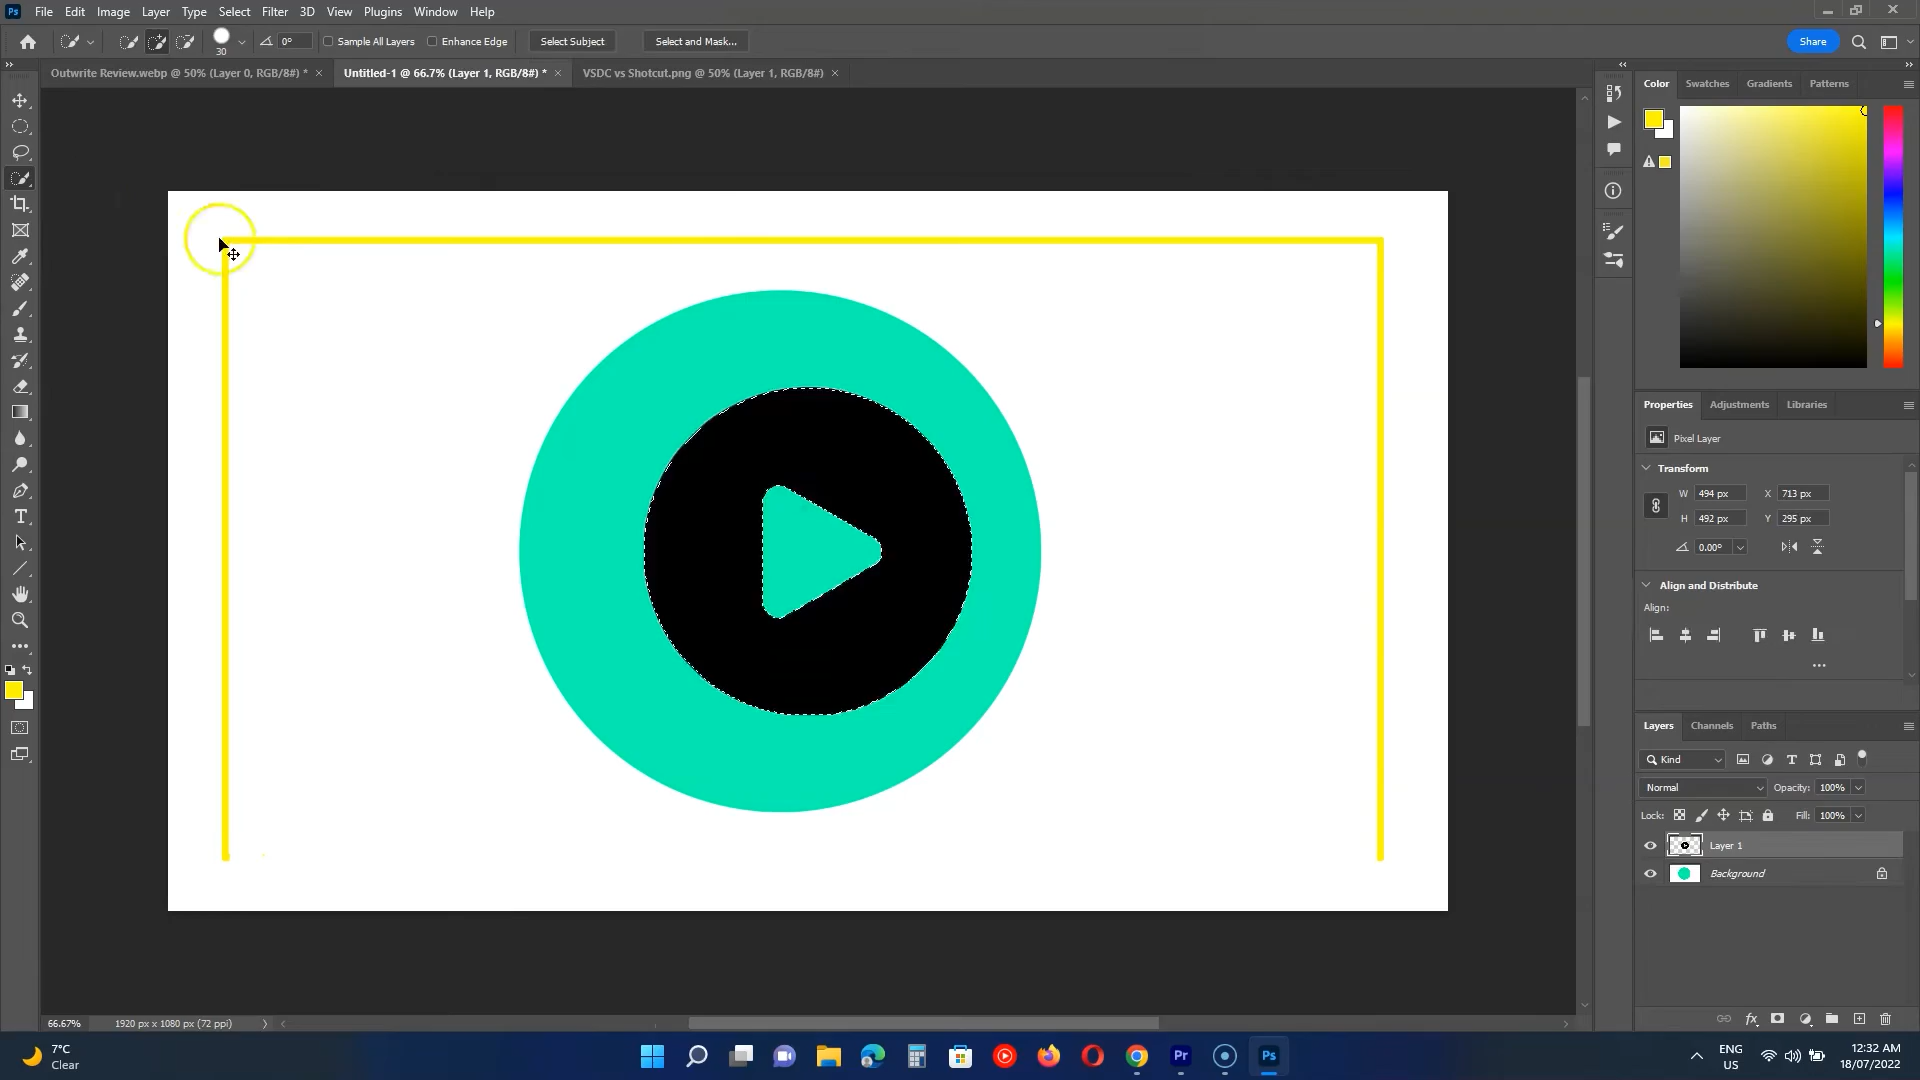 Ps File Edit Image Layer Type Select Filter 3D View Plugins Window Help
30 0° Sample All Layers Enhance Edge Select Subject Select and Mask... Share
Outwrite Review.webp @ 50% (Layer 0, RGB/8#) * × Untitled-1 @ 66.7% (Layer 1, RGB/8#) * × VSDC vs Shotcut.png @ 50% (Layer 1, RGB/8#) ×
Color Swatches Gradients Patterns
Properties Adjustments Libraries
Pixel Layer
Transform
W 494 px X 713 px
H 492 px Y 295 px
0.00°
Align and Distribute
Align:
Layers Channels Paths
Kind
Normal Opacity: 100%
Lock: Fill: 100%
Layer 1
Background
66.67% 1920 px x 1080 px (72 ppi)
fx
7°C
Clear
Pr Ps
ENG
US
12:32 AM
18/07/2022